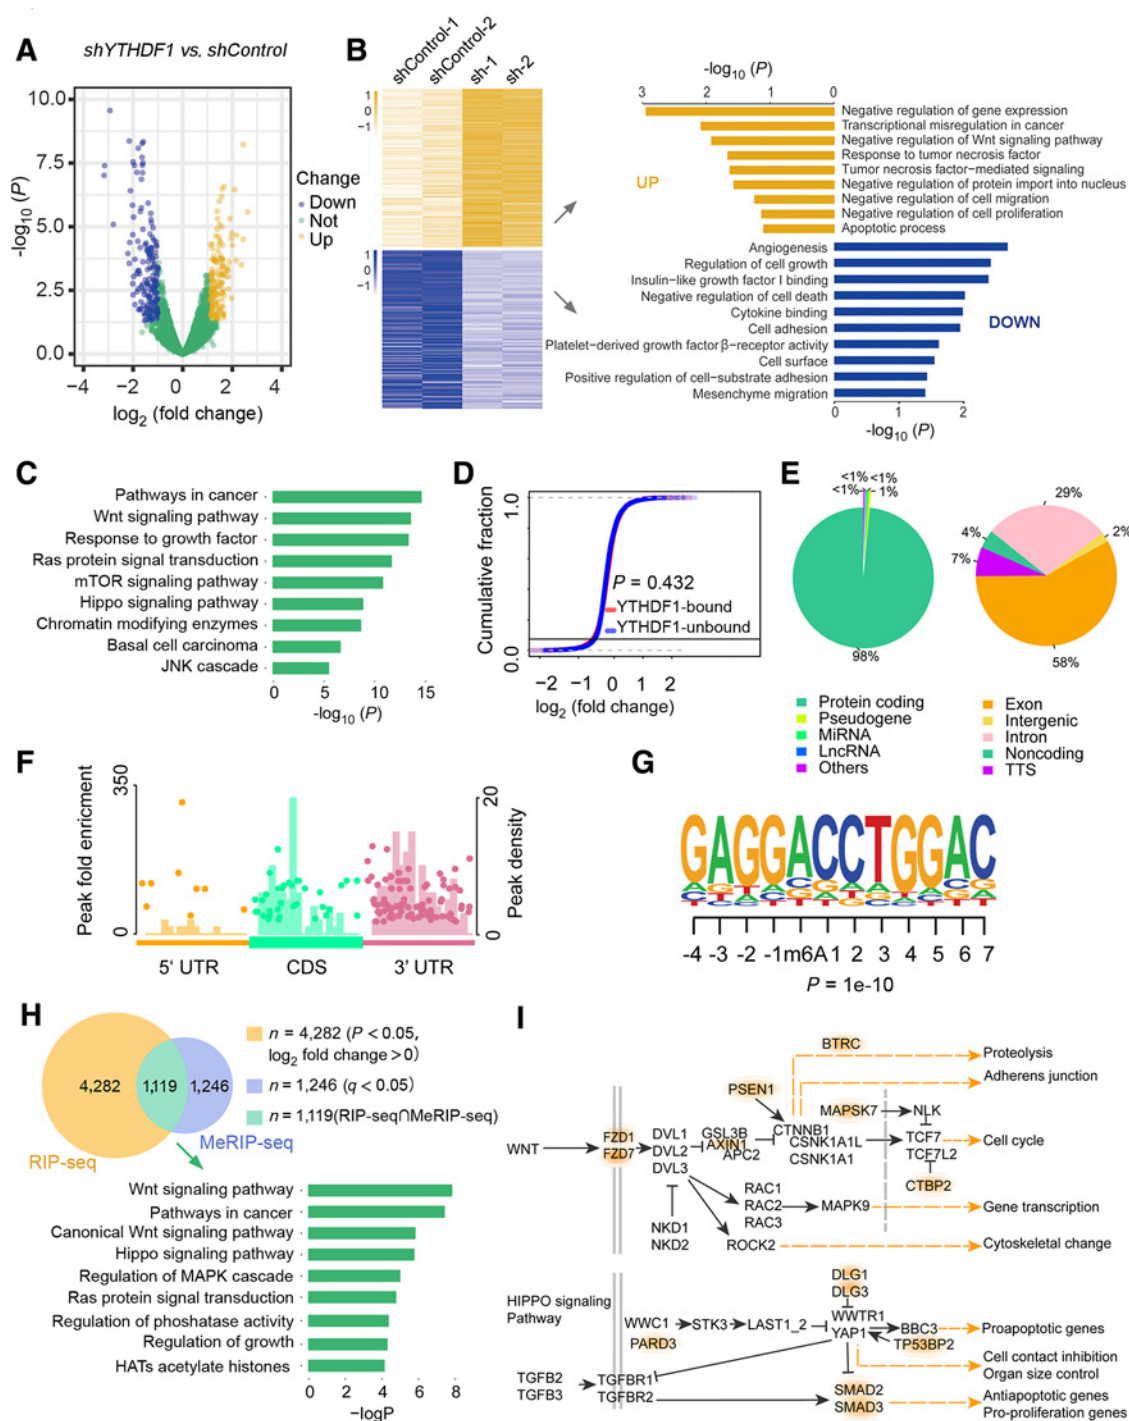 A
shYTHDF1 vs. shControl
10.0
7.5
5.0
2.5
0.0
-log10 (P)
−4
−2
0
2
4
log2 (fold change)
Change
Down
Not
Up
B
shControl-1
shControl-2
sh-1
sh-2
1
0
−1
1
0
−1
-log10 (P)
3
2
1
0
UP
Negative regulation of gene expression
Transcriptional misregulation in cancer
Negative regulation of Wnt signaling pathway
Response to tumor necrosis factor
Tumor necrosis factor−mediated signaling
Negative regulation of protein import into nucleus
Negative regulation of cell migration
Negative regulation of cell proliferation
Apoptotic process
Angiogenesis
Regulation of cell growth
Insulin−like growth factor I binding
Negative regulation of cell death
Cytokine binding
Cell adhesion
Platelet−derived growth factor β−receptor activity
Cell surface
Positive regulation of cell−substrate adhesion
Mesenchyme migration
DOWN
0
1
2
-log10 (P)
C
Pathways in cancer
Wnt signaling pathway
Response to growth factor
Ras protein signal transduction
mTOR signaling pathway
Hippo signaling pathway
Chromatin modifying enzymes
Basal cell carcinoma
JNK cascade
0
5
10
15
-log10 (P)
D
Cumulative fraction
1.0
0.0
P = 0.432
YTHDF1-bound
YTHDF1-unbound
−2
−1
0
1
2
log2 (fold change)
E
<1%
<1%
<1%
1%
98%
29%
2%
4%
7%
58%
Protein coding
Pseudogene
MiRNA
LncRNA
Others
Exon
Intergenic
Intron
Noncoding
TTS
F
Peak fold enricment
350
0
20
0
Peak density
5' UTR
CDS
3' UTR
G
GAGGACCTGGAC
-4 -3 -2 -1 m6A 1 2 3 4 5 6 7
P = 1e-10
H
4,282
1,119
1,246
RIP-seq
MeRIP-seq
n = 4,282 (P < 0.05,
log2 fold change > 0)
n = 1,246 (q < 0.05)
n = 1,119(RIP-seq∩MeRIP-seq)
Wnt signaling pathway
Pathways in cancer
Canonical Wnt signaling pathway
Hippo signaling pathway
Regulation of MAPK cascade
Ras protein signal transduction
Regulation of phoshatase activity
Regulation of growth
HATs acetylate histones
0
2
4
6
8
−logP
I
BTRC
Proteolysis
Adherens junction
PSEN1
MAPSK7
NLK
WNT
FZD1
FZD7
DVL1
DVL2
DVL3
GSL3B
AXIN1
APC2
CTNNB1
CSNK1A1L
CSNK1A1
TCF7
TCF7L2
Cell cycle
CTBP2
RAC1
RAC2
RAC3
MAPK9
Gene transcription
NKD1
NKD2
ROCK2
Cytoskeletal change
HIPPO signaling
Pathway
DLG1
DLG3
WWC1
PARD3
STK3
LAST1_2
WWTR1
YAP1
BBC3
TP53BP2
Proapoptotic genes
Cell contact inhibition
Organ size control
TGFB2
TGFB3
TGFBR1
TGFBR2
SMAD2
SMAD3
Antiapoptotic genes
Pro-proliferation genes